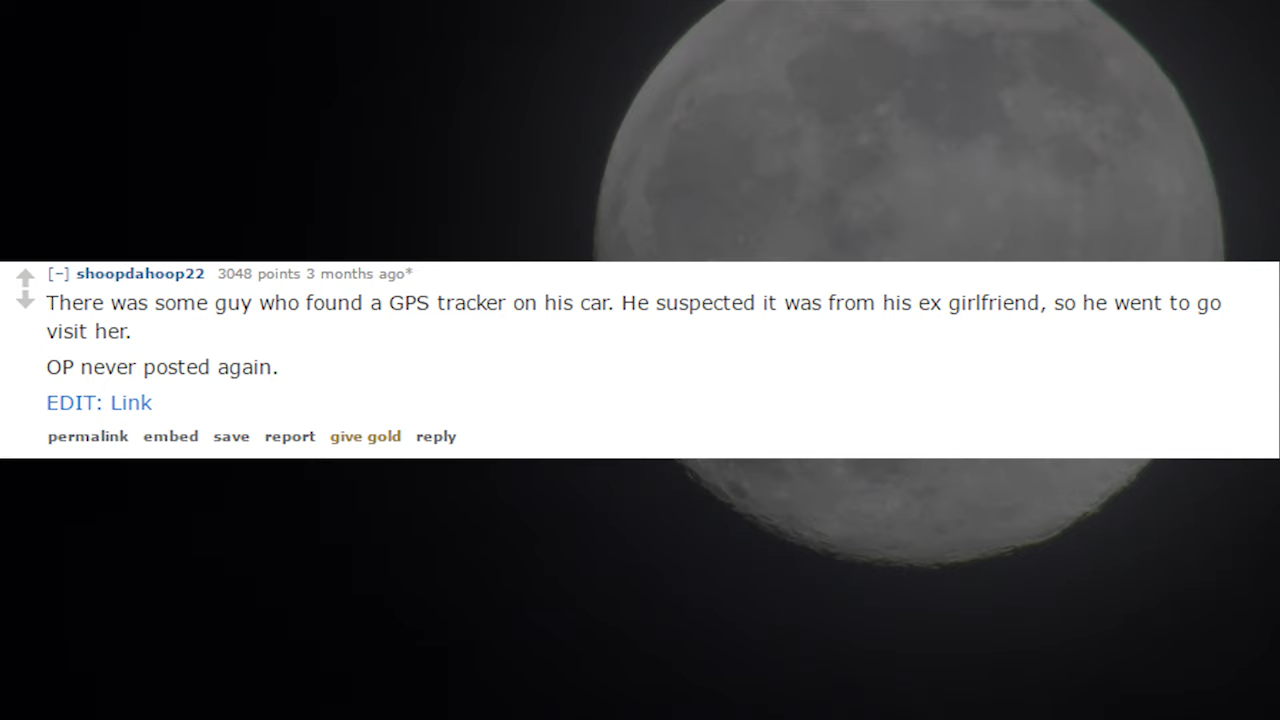 [–] shoopdahoop22 3048 points 3 months ago*
There was some guy who found a GPS tracker on his car. He suspected it was from his ex girlfriend, so he went to go
visit her.
OP never posted again.
EDIT: Link
permalink embed save report give gold reply